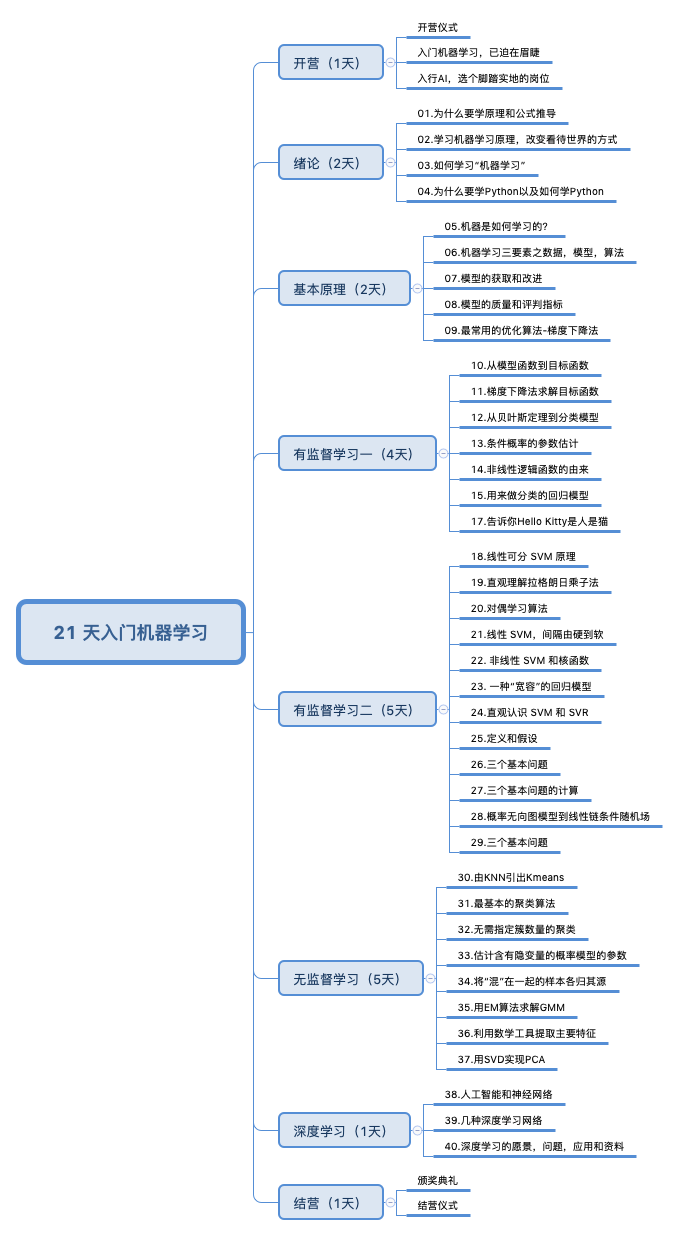 21 天入门机器学习
开营（1天）
开营仪式
入门机器学习，已迫在眉睫
入行AI，选个脚踏实地的岗位
绪论（2天）
01.为什么要学原理和公式推导
02.学习机器学习原理，改变看待世界的方式
03.如何学习“机器学习”
04.为什么要学Python以及如何学Python
基本原理（2天）
05.机器是如何学习的？
06.机器学习三要素之数据，模型，算法
07.模型的获取和改进
08.模型的质量和评判指标
09.最常用的优化算法-梯度下降法
有监督学习一（4天）
10.从模型函数到目标函数
11.梯度下降法求解目标函数
12.从贝叶斯定理到分类模型
13.条件概率的参数估计
14.非线性逻辑函数的由来
15.用来做分类的回归模型
17.告诉你Hello Kitty是人是猫
有监督学习二（5天）
18.线性可分 SVM 原理
19.直观理解拉格朗日乘子法
20.对偶学习算法
21.线性 SVM，间隔由硬到软
22. 非线性 SVM 和核函数
23. 一种“宽容”的回归模型
24.直观认识 SVM 和 SVR
25.定义和假设
26.三个基本问题
27.三个基本问题的计算
28.概率无向图模型到线性链条件随机场
29.三个基本问题
无监督学习（5天）
30.由KNN引出Kmeans
31.最基本的聚类算法
32.无需指定簇数量的聚类
33.估计含有隐变量的概率模型的参数
34.将“混”在一起的样本各归其源
35.用EM算法求解GMM
36.利用数学工具提取主要特征
37.用SVD实现PCA
深度学习（1天）
38.人工智能和神经网络
39.几种深度学习网络
40.深度学习的愿景，问题，应用和资料
结营（1天）
颁奖典礼
结营仪式